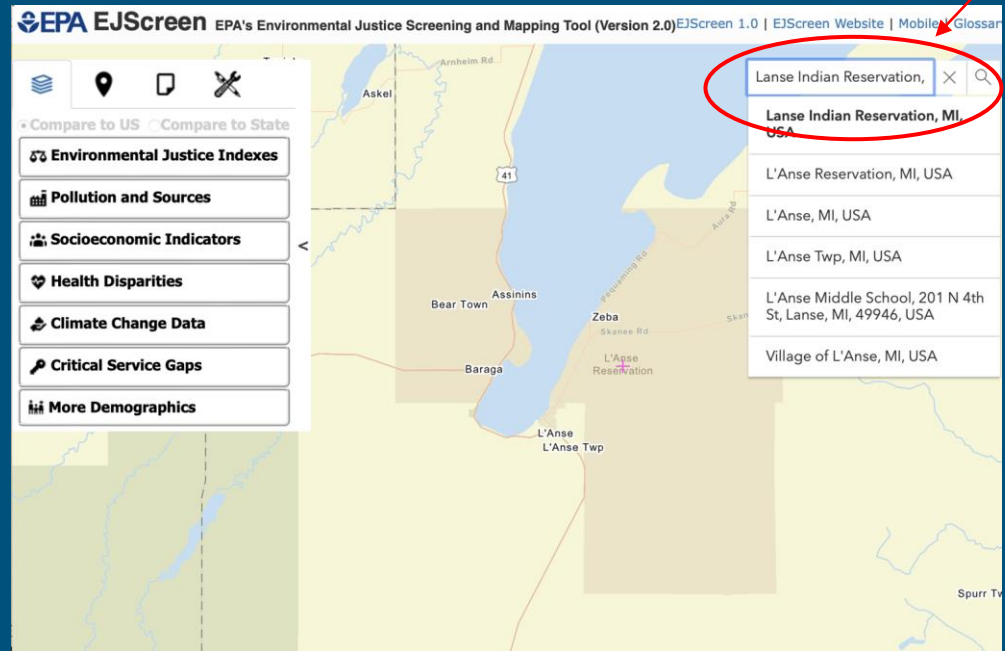 EPA EJScreen EPA's Environmental Justice Screening and Mapping Tool (Version 2.0) EJScreen 1.0 | EJScreen Website | Mobile | Glossar
Compare to US Compare to State
Environmental Justice Indexes
Pollution and Sources
Socioeconomic Indicators
Health Disparities
Climate Change Data
Critical Service Gaps
More Demographics
<
Lanse Indian Reservation,
Lanse Indian Reservation, MI,
USA
L'Anse Reservation, MI, USA
L'Anse, MI, USA
L'Anse Twp, MI, USA
L'Anse Middle School, 201 N 4th
St, Lanse, MI, 49946, USA
Village of L'Anse, MI, USA
Arnheim Rd
Askel
41
Aura Rd
Pequaming Rd
Assinins
Bear Town
Zeba
Skanee Rd
Skan
L'Anse
Reservation
Baraga
L'Anse
L'Anse Twp
Spurr Tw